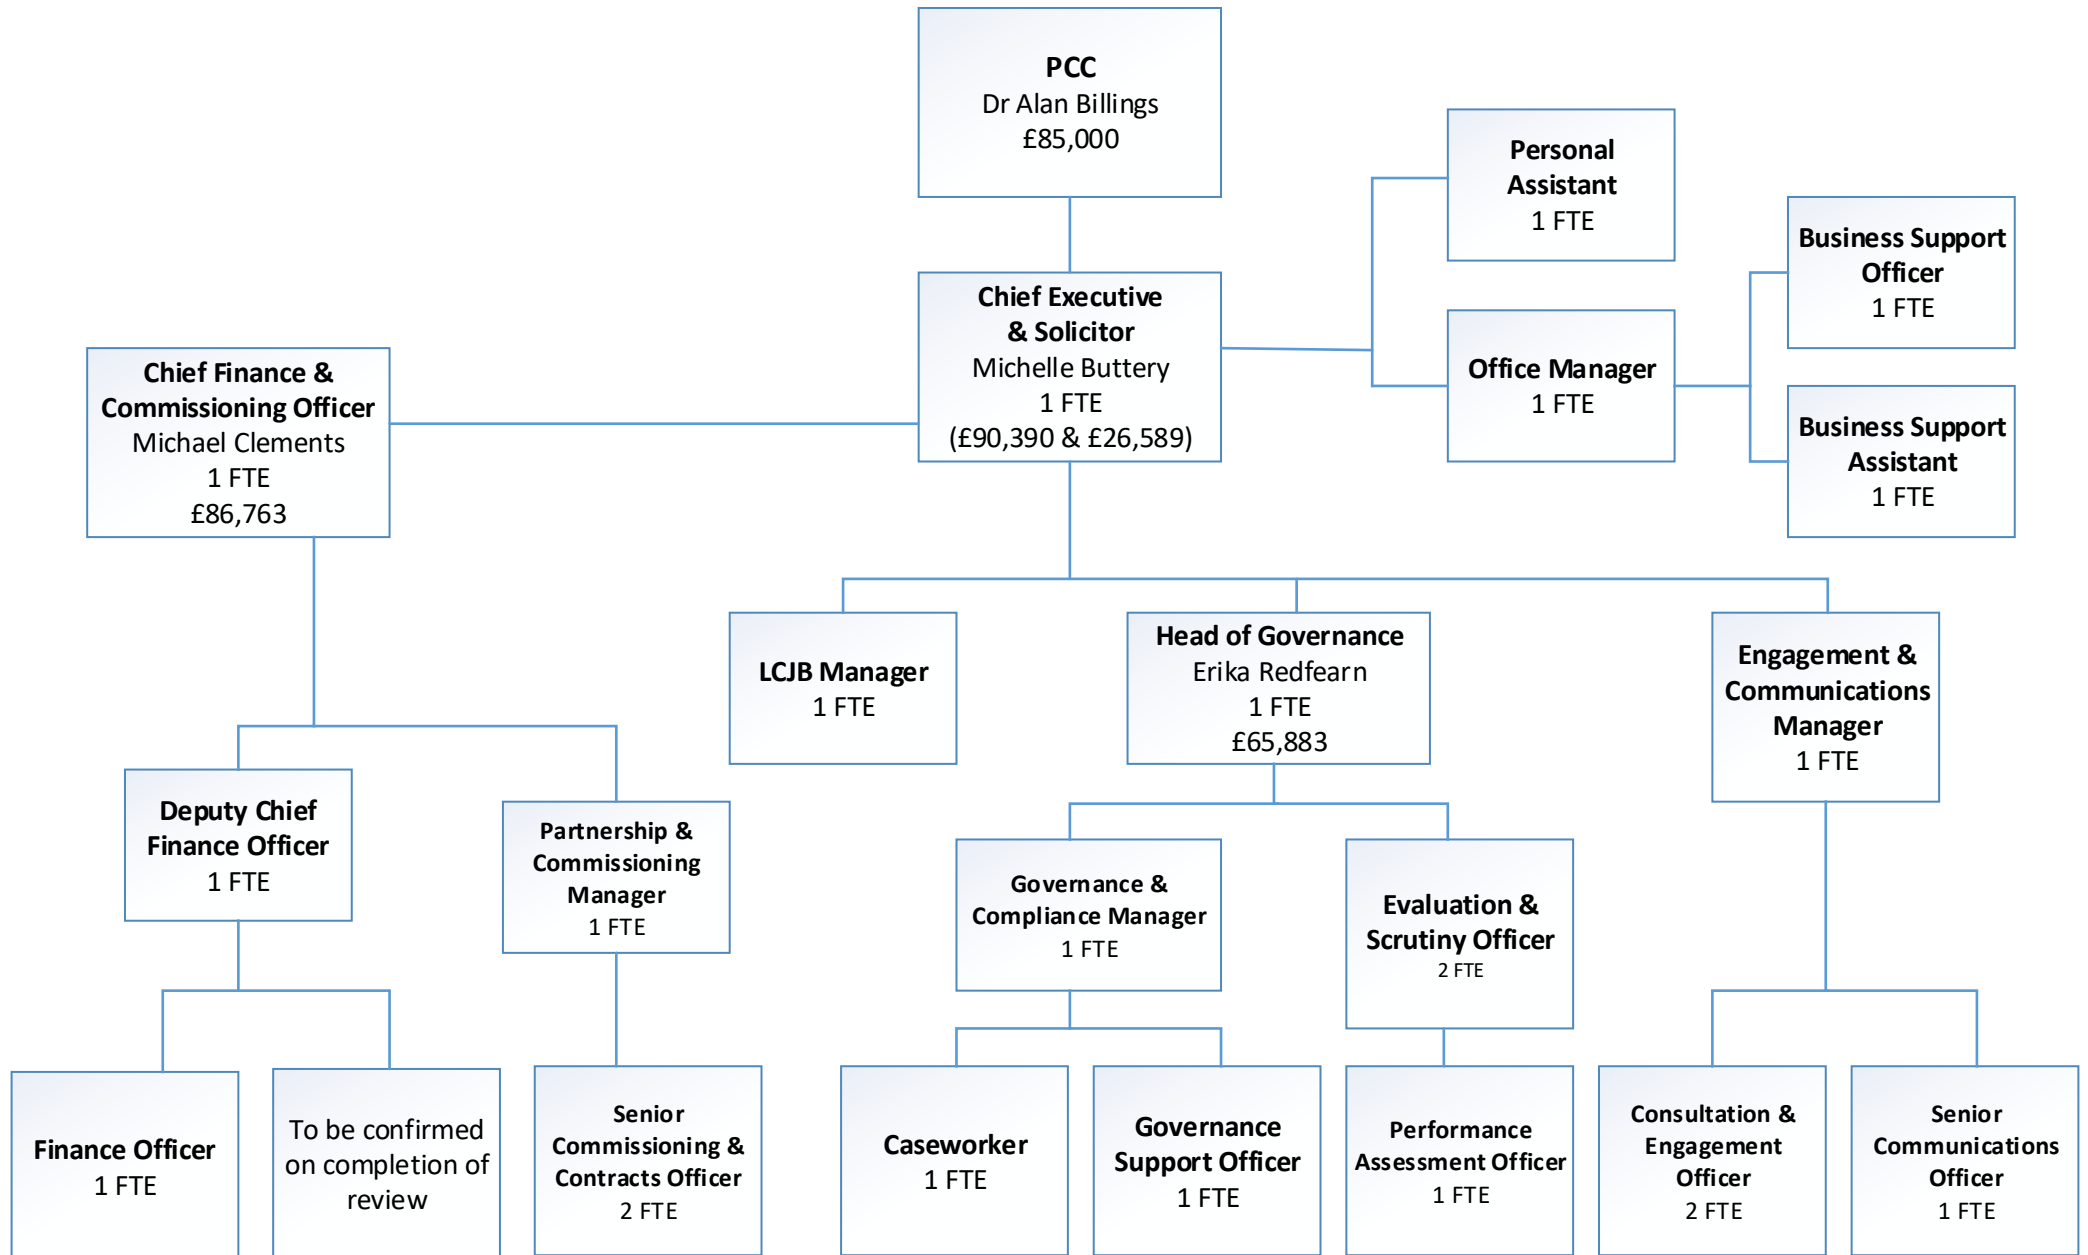 PCC
Dr Alan Billings
£85,000
Personal
Assistant
1 FTE
Business Support
Officer
1 FTE
Chief Executive
& Solicitor
Michelle Buttery
1 FTE
(£90,390 & £26,589)
Office Manager
1 FTE
Business Support
Assistant
1 FTE
Chief Finance &
Commissioning Officer
Michael Clements
1 FTE
£86,763
LCJB Manager
1 FTE
Head of Governance
Erika Redfearn
1 FTE
£65,883
Engagement &
Communications
Manager
1 FTE
Deputy Chief
Finance Officer
1 FTE
Partnership &
Commissioning
Manager
1 FTE
Governance &
Compliance Manager
1 FTE
Evaluation &
Scrutiny Officer
2 FTE
Finance Officer
1 FTE
To be confirmed
on completion of
review
Senior
Commissioning &
Contracts Officer
2 FTE
Caseworker
1 FTE
Governance
Support Officer
1 FTE
Performance
Assessment Officer
1 FTE
Consultation &
Engagement
Officer
2 FTE
Senior
Communications
Officer
1 FTE